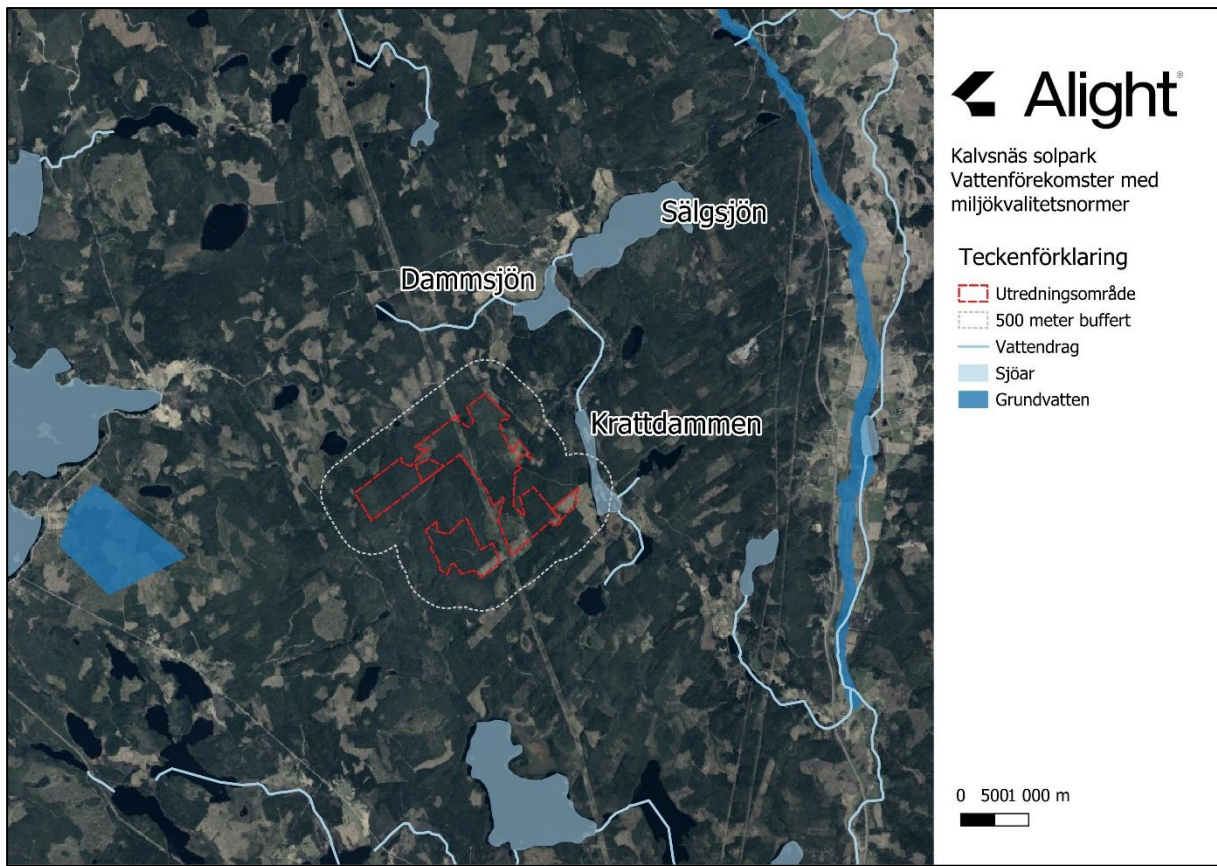 Alight®
Kalvsnäs solpark
Vattenförekomster med
miljökvalitetsnormer
Teckenförklaring
Utredningsområde
500 meter buffert
Vattendrag
Sjöar
Grundvatten
0 5001 000 m
Sälgsjön
Dammsjön
Krattdammen